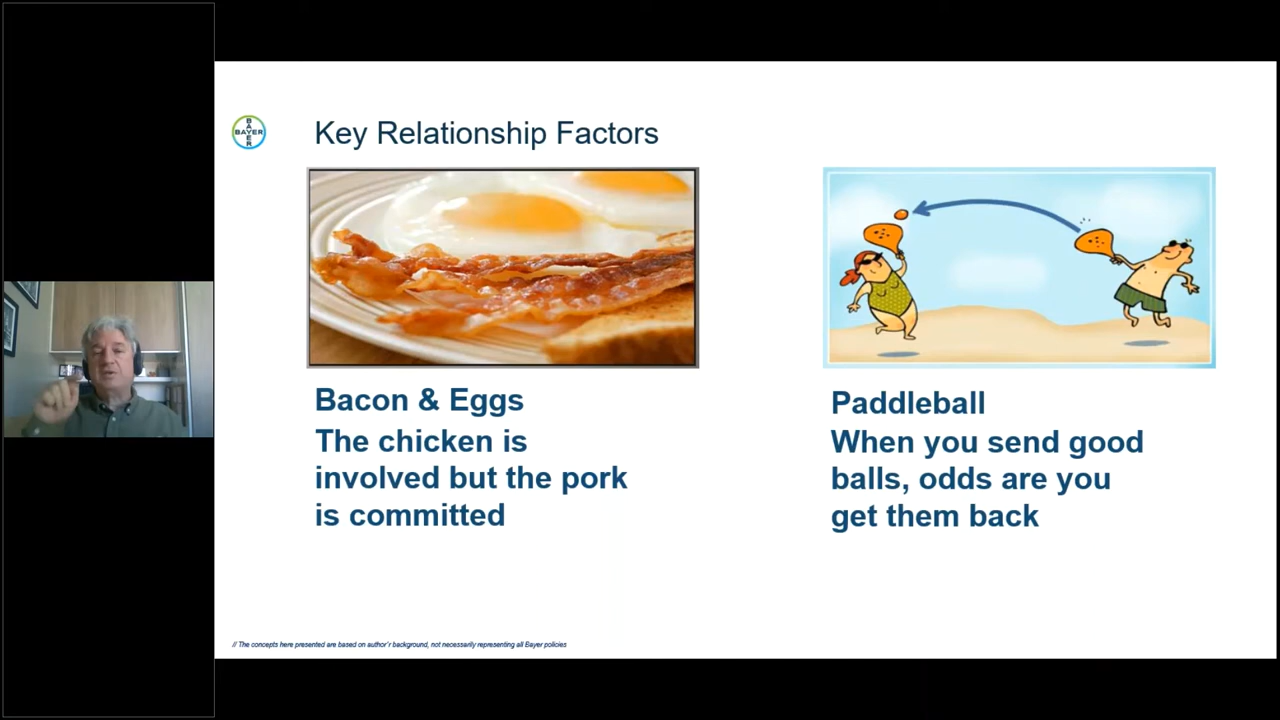 BAYER
BAYER
Key Relationship Factors
Bacon & Eggs
The chicken is
involved but the pork
is committed
Paddleball
When you send good
balls, odds are you
get them back
// The concepts here presented are based on author's background, not necessarily representing all Bayer policies